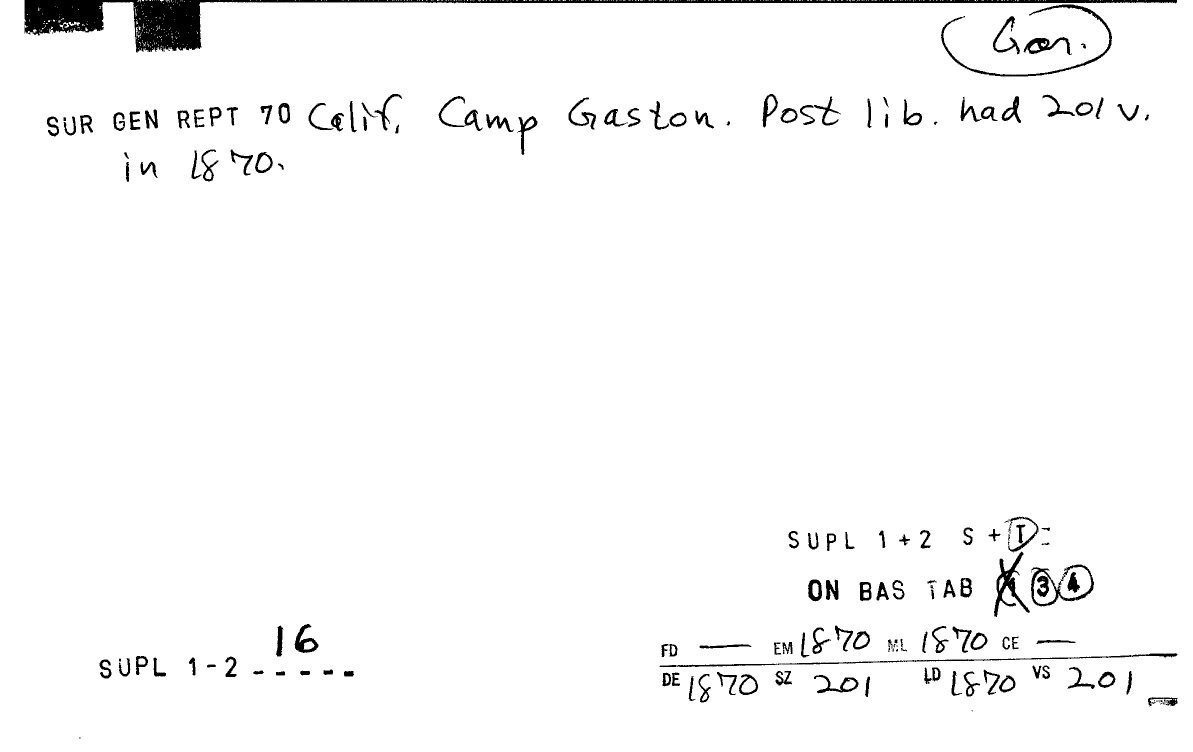 Gen.
SUR GEN REPT 70 Calif. Camp Gaston. Post lib. had 201 v.
in 1870.
SUPL 1+2 S+I=
ON BAS TAB 3 4
SUPL 1-2 16
FD — EM 1870 ML 1870 CE —
DE 1870 SZ 201 LD 1870 VS 201